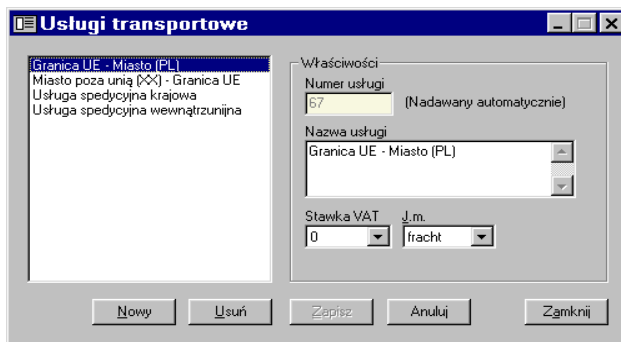 Usługi transportowe
Granica UE - Miasto (PL)
Miasto poza unią (XX) - Granica UE
Usługa spedycyjna krajowa
Usługa spedycyjna wewnątrzunijna
Właściwości
Numer usługi
67 (Nadawany automatycznie)
Nazwa usługi
Granica UE - Miasto (PL)
Stawka VAT J.m.
0 fracht
Nowy Usuń Zapisz Anuluj Zamknij